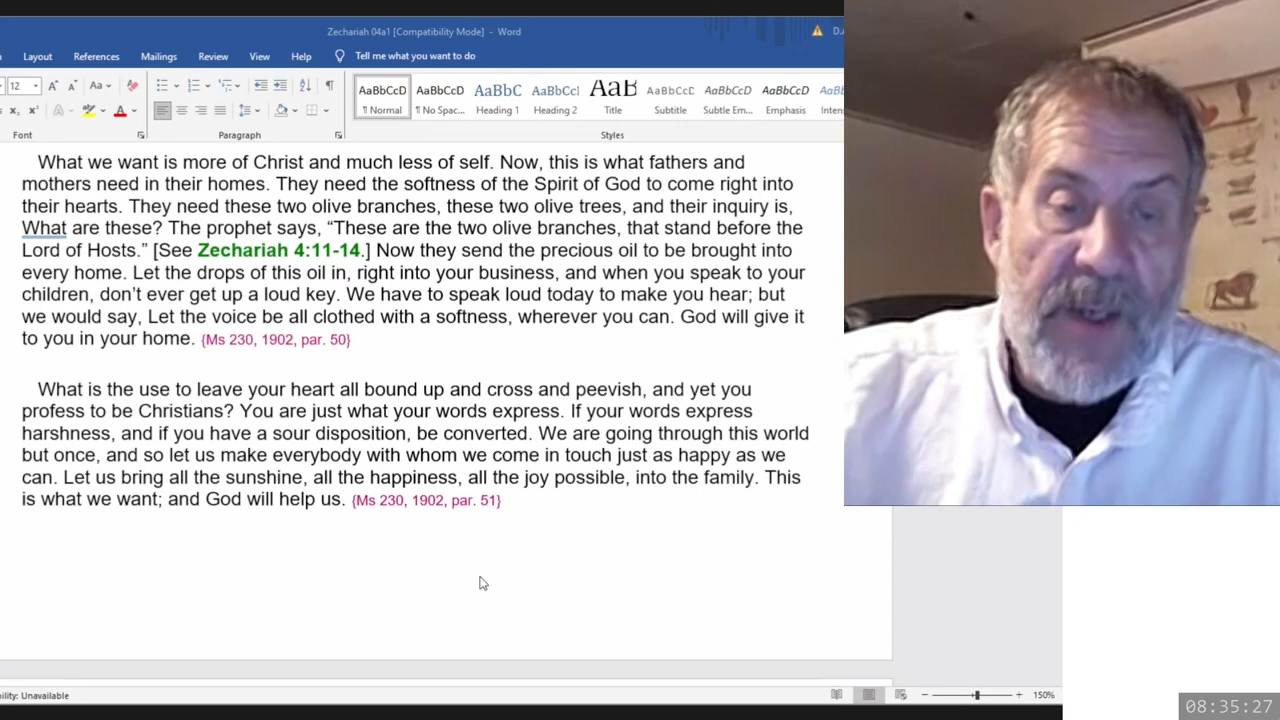 Zechariah 04a1 [Compatibility Mode] - Word
Layout References Mailings Review View Help Tell me what you want to do
12 Aa
AaBbCcD AaBbCcD AaBbC AaBbCcI AaB AaBbCcD AaBbCcD AaBbCcD
¶ Normal ¶ No Spac... Heading 1 Heading 2 Title Subtitle Subtle Em... Emphasis
Font Paragraph Styles
What we want is more of Christ and much less of self. Now, this is what fathers and
mothers need in their homes. They need the softness of the Spirit of God to come right into
their hearts. They need these two olive branches, these two olive trees, and their inquiry is,
What are these? The prophet says, “These are the two olive branches, that stand before the
Lord of Hosts.” [See Zechariah 4:11-14.] Now they send the precious oil to be brought into
every home. Let the drops of this oil in, right into your business, and when you speak to your
children, don’t ever get up a loud key. We have to speak loud today to make you hear; but
we would say, Let the voice be all clothed with a softness, wherever you can. God will give it
to you in your home. {Ms 230, 1902, par. 50}
What is the use to leave your heart all bound up and cross and peevish, and yet you
profess to be Christians? You are just what your words express. If your words express
harshness, and if you have a sour disposition, be converted. We are going through this world
but once, and so let us make everybody with whom we come in touch just as happy as we
can. Let us bring all the sunshine, all the happiness, all the joy possible, into the family. This
is what we want; and God will help us. {Ms 230, 1902, par. 51}
bility: Unavailable 150%
08:35:27